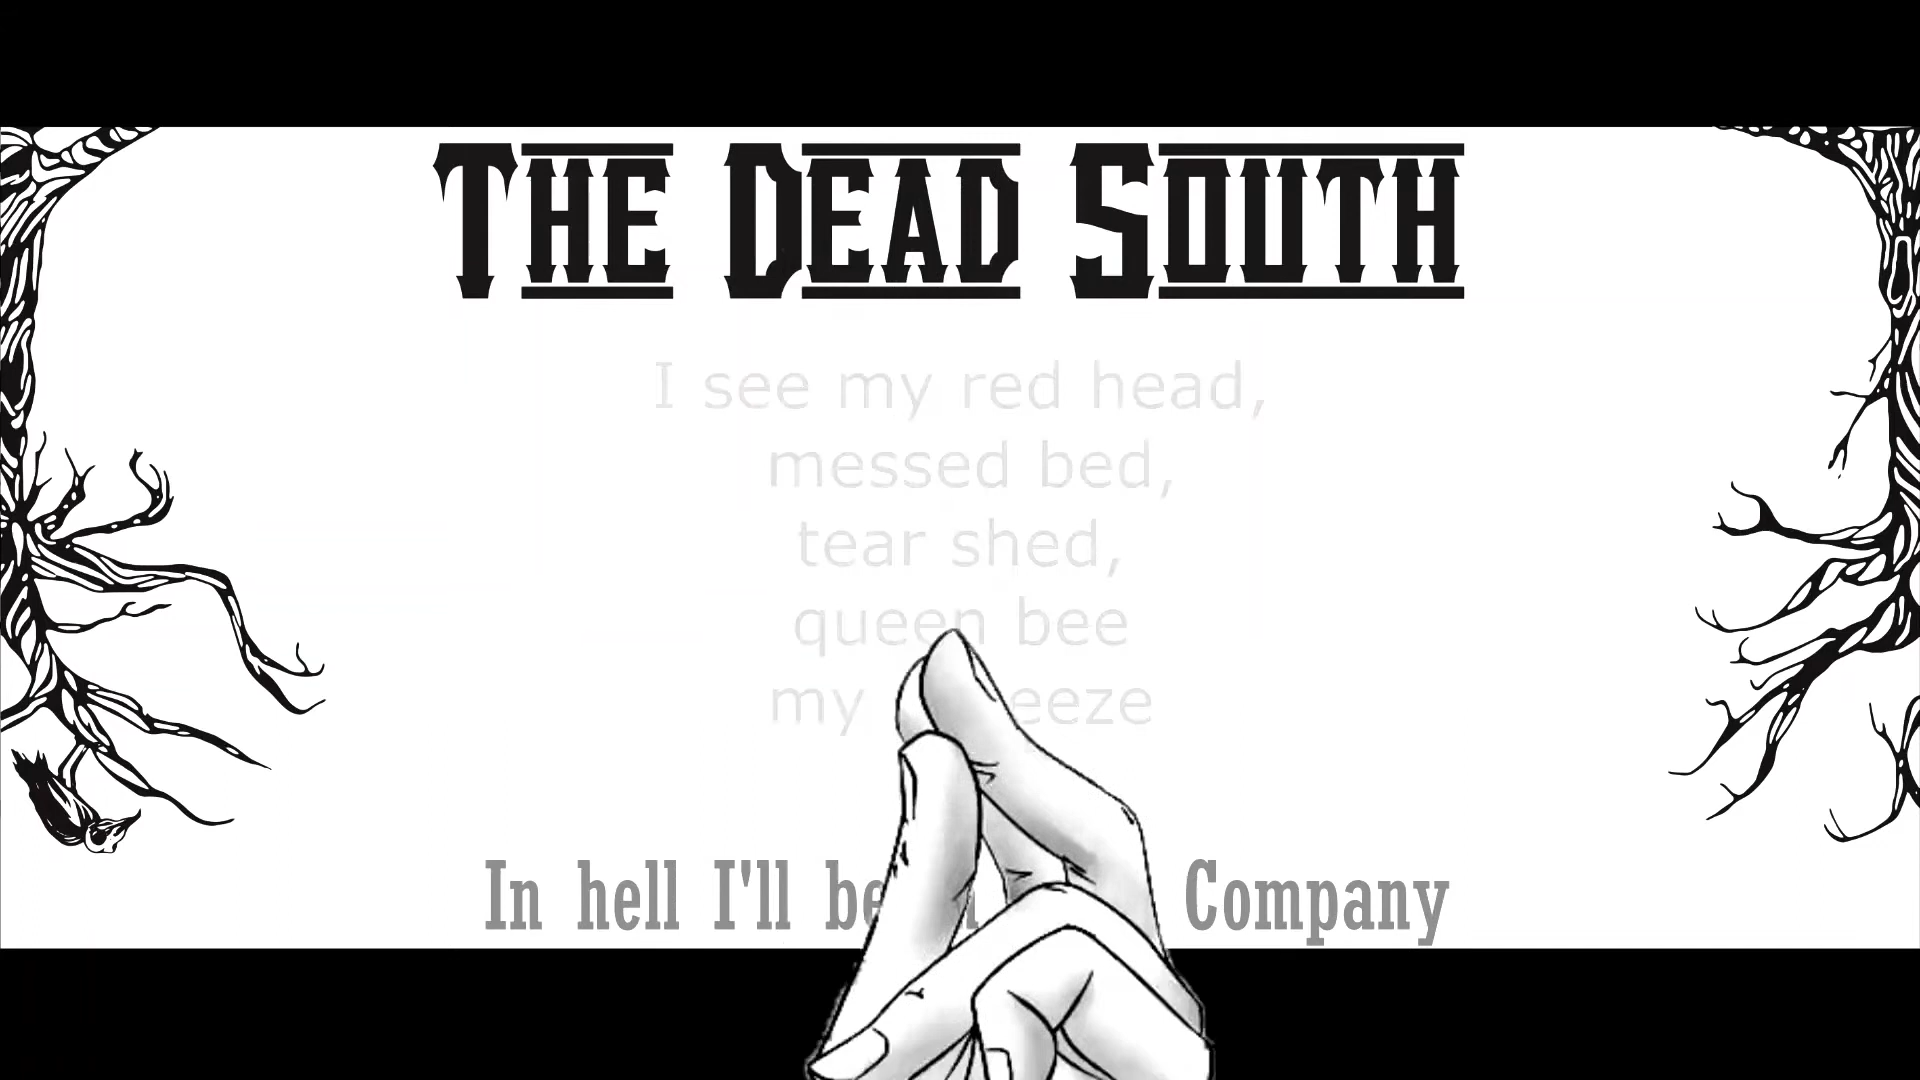 THE DEAD SOUTH
I see my red head,
messed bed,
tear shed,
queen bee
my
In hell I'll be Company